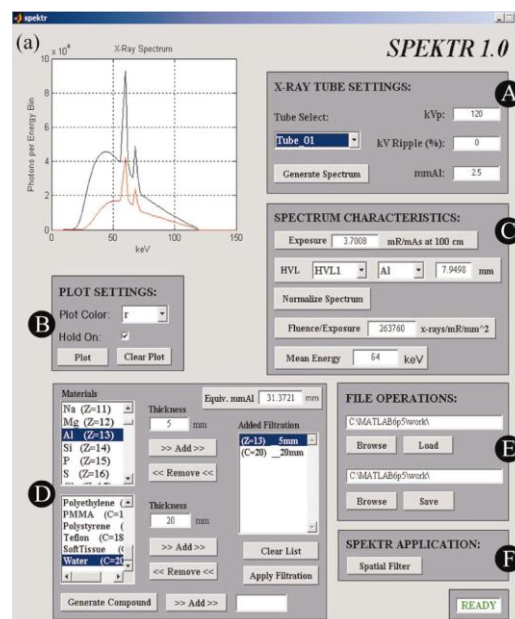 spektr
(a)
SPEKTR 1.0
x 10^4
X-Ray Spectrum
10
8
6
4
2
0
Photons per Energy Bin
0 50 100 150
keV
X-RAY TUBE SETTINGS:
A
Tube Select:
kVp: 120
Tube_01
kV Ripple (%): 0
Generate Spectrum
mmAl: 2.5
SPECTRUM CHARACTERISTICS:
C
Exposure 3.7008 mR/mAs at 100 cm
HVL HVL1 Al 7.9498 mm
Normalize Spectrum
Fluence/Exposure 263760 x-rays/mR/mm^2
Mean Energy 64 keV
PLOT SETTINGS:
B
Plot Color: r
Hold On:
Plot Clear Plot
Materials
Na (Z=11)
Mg (Z=12)
Al (Z=13)
Si (Z=14)
P (Z=15)
S (Z=16)
Thickness
5 mm
>> Add >>
<< Remove <<
Equiv. mmAl 31.3721 mm
Added Filtration
(Z=13) __5mm
(C=20) __20mm
D
Polyethylene (
PMMA (C=1
Polystyrene (
Teflon (C=18
SoftTissue (C
Water (C=20
Thickness
20 mm
>> Add >>
<< Remove <<
Clear List
Apply Filtration
Generate Compound >> Add >>
FILE OPERATIONS:
C:\MATLAB6p5\work\
Browse Load
E
C:\MATLAB6p5\work\
Browse Save
SPEKTR APPLICATION:
Spatial Filter
F
READY